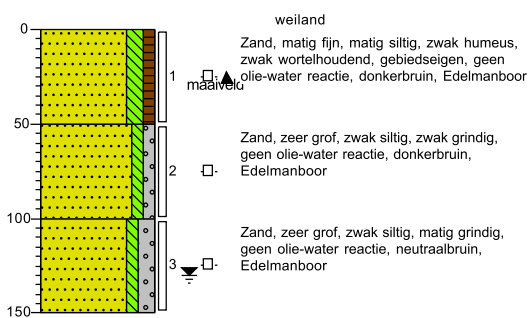 weiland
0
Zand, matig fijn, matig siltig, zwak humeus,
zwak wortelhoudend, gebiedseigen, geen
1
olie-water reactie, donkerbruin, Edelmanboor
maaiveld
50
Zand, zeer grof, zwak siltig, zwak grindig,
geen olie-water reactie, donkerbruin,
2
Edelmanboor
100
Zand, zeer grof, zwak siltig, matig grindig,
geen olie-water reactie, neutraalbruin,
3
Edelmanboor
150